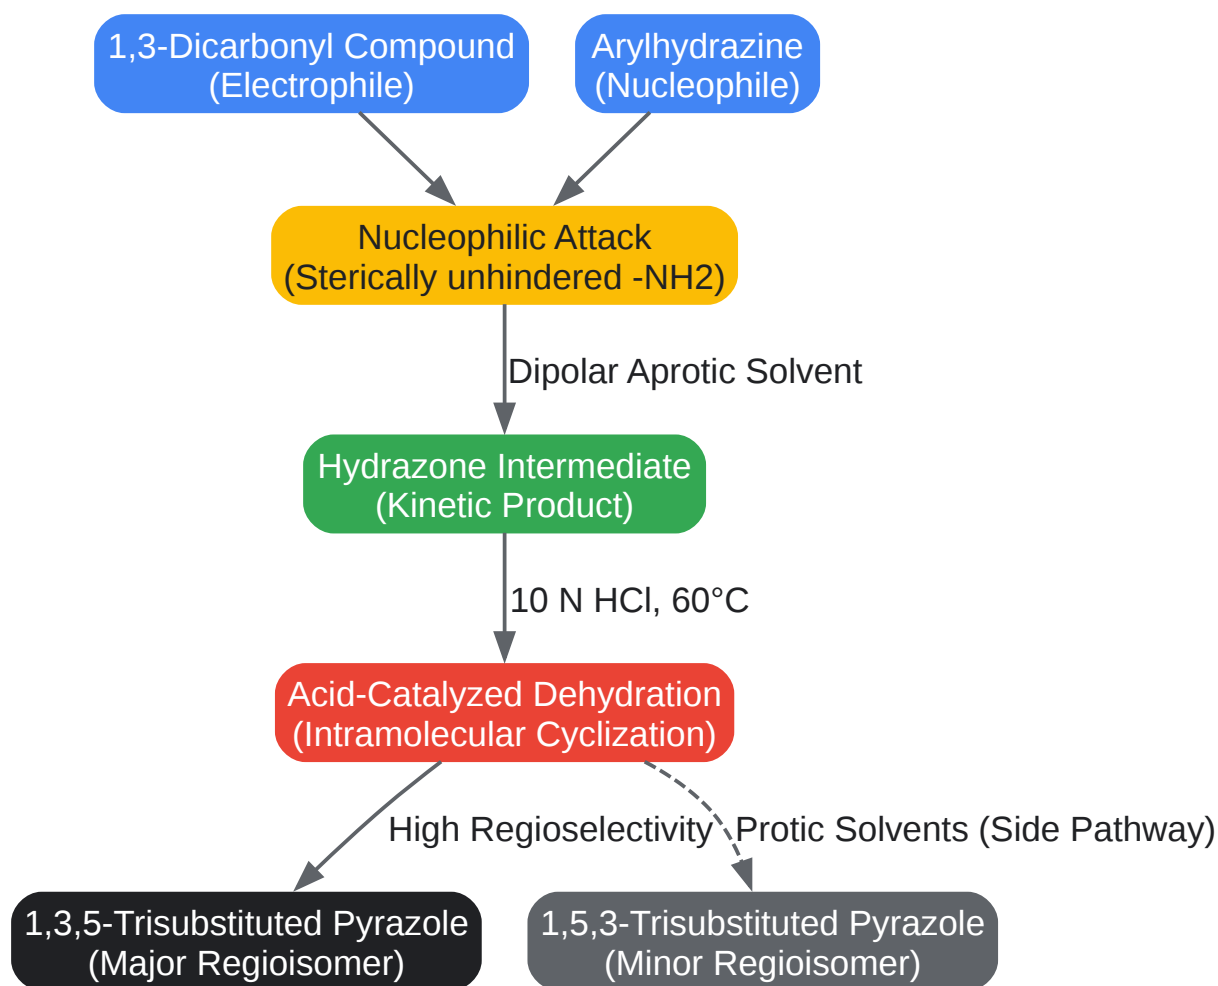 1,3-Dicarbonyl Compound
(Electrophile)
Arylhydrazine
(Nucleophile)
Nucleophilic Attack
(Sterically unhindered -NH2)
Dipolar Aprotic Solvent
Hydrazone Intermediate
(Kinetic Product)
10 N HCl, 60°C
Acid-Catalyzed Dehydration
(Intramolecular Cyclization)
High Regioselectivity
Protic Solvents (Side Pathway)
1,3,5-Trisubstituted Pyrazole
(Major Regioisomer)
1,5,3-Trisubstituted Pyrazole
(Minor Regioisomer)